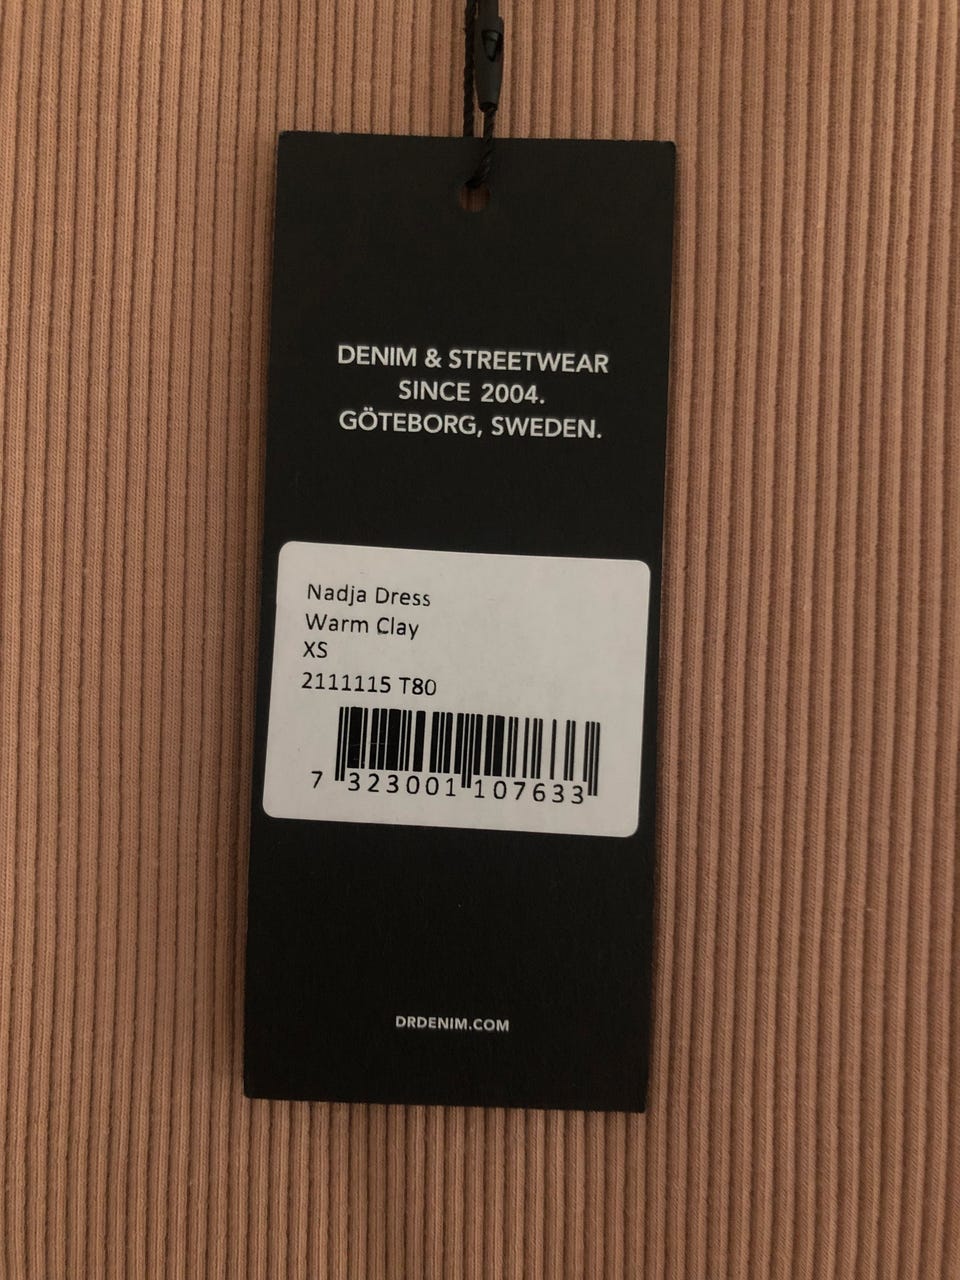 DENIM & STREETWEAR
SINCE 2004.
GÖTEBORG, SWEDEN.
Nadja Dress
Warm Clay
XS
2111115 T80
7 323001 107633
DRDENIM.COM